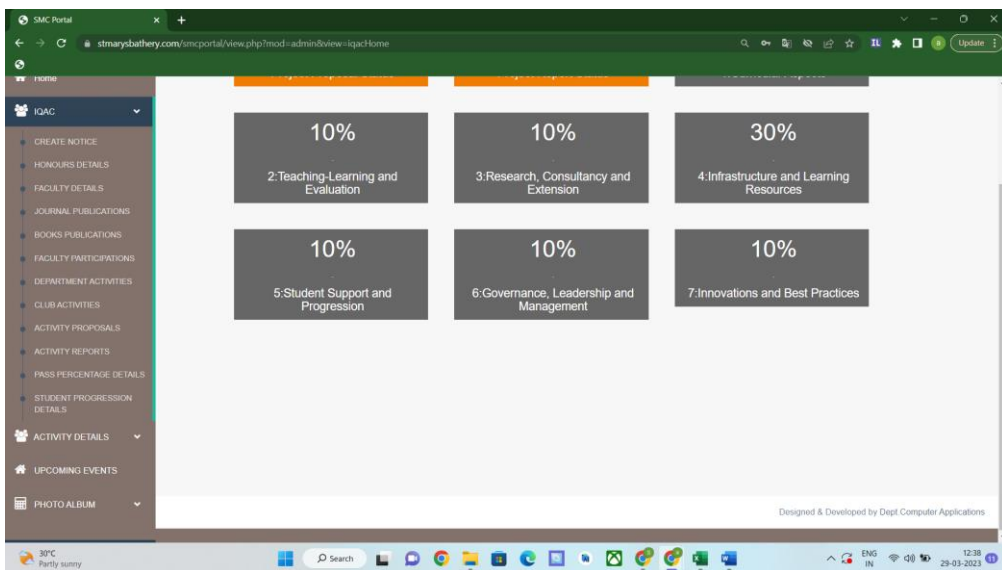 SMC Portal
stmarysbathery.com/smcportal/view.php?mod=admin&view=iqacHome
Update
Home
IQAC
CREATE NOTICE
HONOURS DETAILS
FACULTY DETAILS
JOURNAL PUBLICATIONS
BOOKS PUBLICATIONS
FACULTY PARTICIPATIONS
DEPARTMENT ACTIVITIES
CLUB ACTIVITIES
ACTIVITY PROPOSALS
ACTIVITY REPORTS
PASS PERCENTAGE DETAILS
STUDENT PROGRESSION
DETAILS
ACTIVITY DETAILS
UPCOMING EVENTS
PHOTO ALBUM
10%
2:Teaching-Learning and
Evaluation
10%
3:Research, Consultancy and
Extension
30%
4:Infrastructure and Learning
Resources
10%
5:Student Support and
Progression
10%
6:Governance, Leadership and
Management
10%
7:Innovations and Best Practices
Designed & Developed by Dept.Computer Applications
30°C
Partly sunny
Search
ENG
IN
12:38
29-03-2023